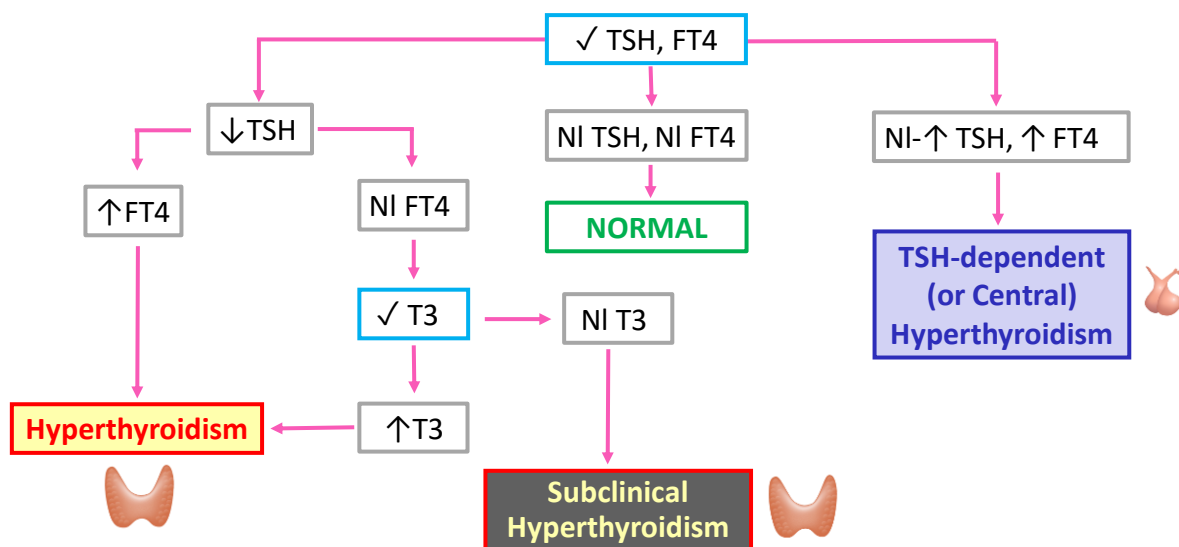 ✓ TSH, FT4
↓TSH
Nl TSH, Nl FT4
Nl-↑ TSH, ↑ FT4
↑FT4
Nl FT4
NORMAL
TSH-dependent
(or Central)
Hyperthyroidism
✓ T3
Nl T3
Hyperthyroidism
↑T3
Subclinical
Hyperthyroidism